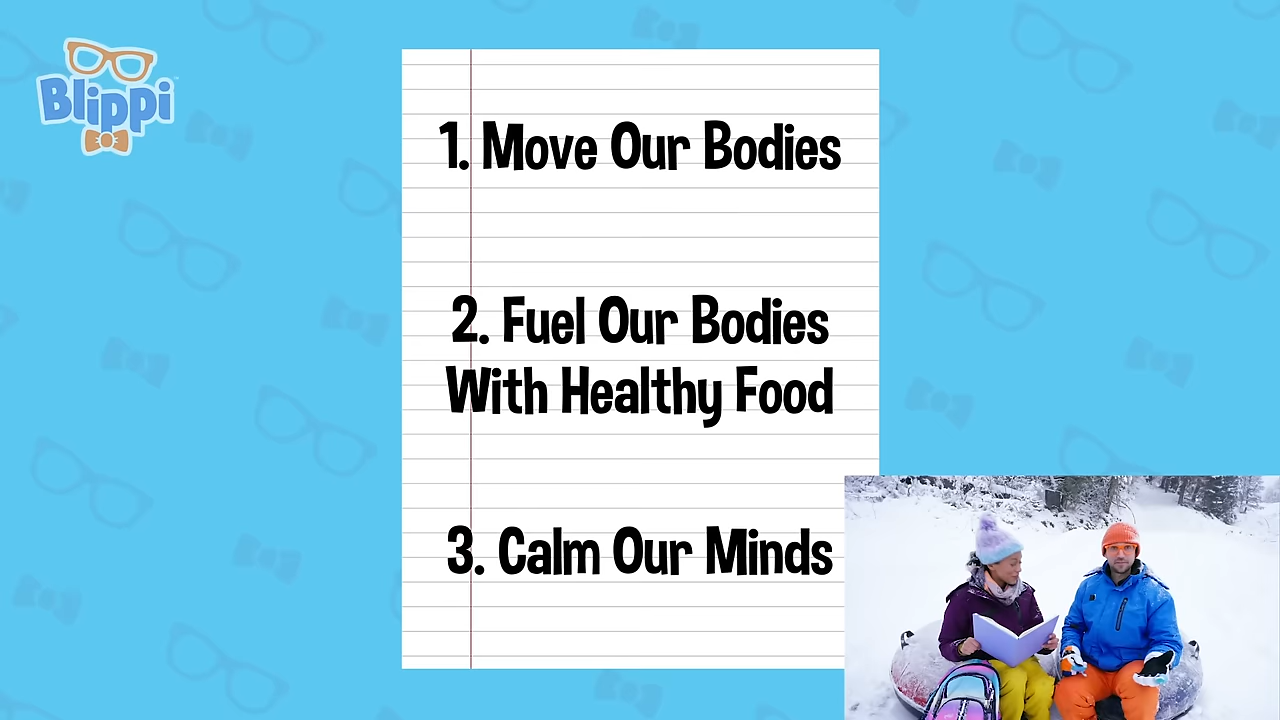 Blippi
1. Move Our Bodies
2. Fuel Our Bodies
With Healthy Food
3. Calm Our Minds